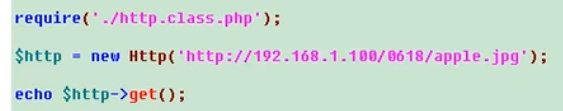 require('./http.class.php');
$http = new Http('http://192.168.1.100/0618/apple.jpg');
echo $http->get();